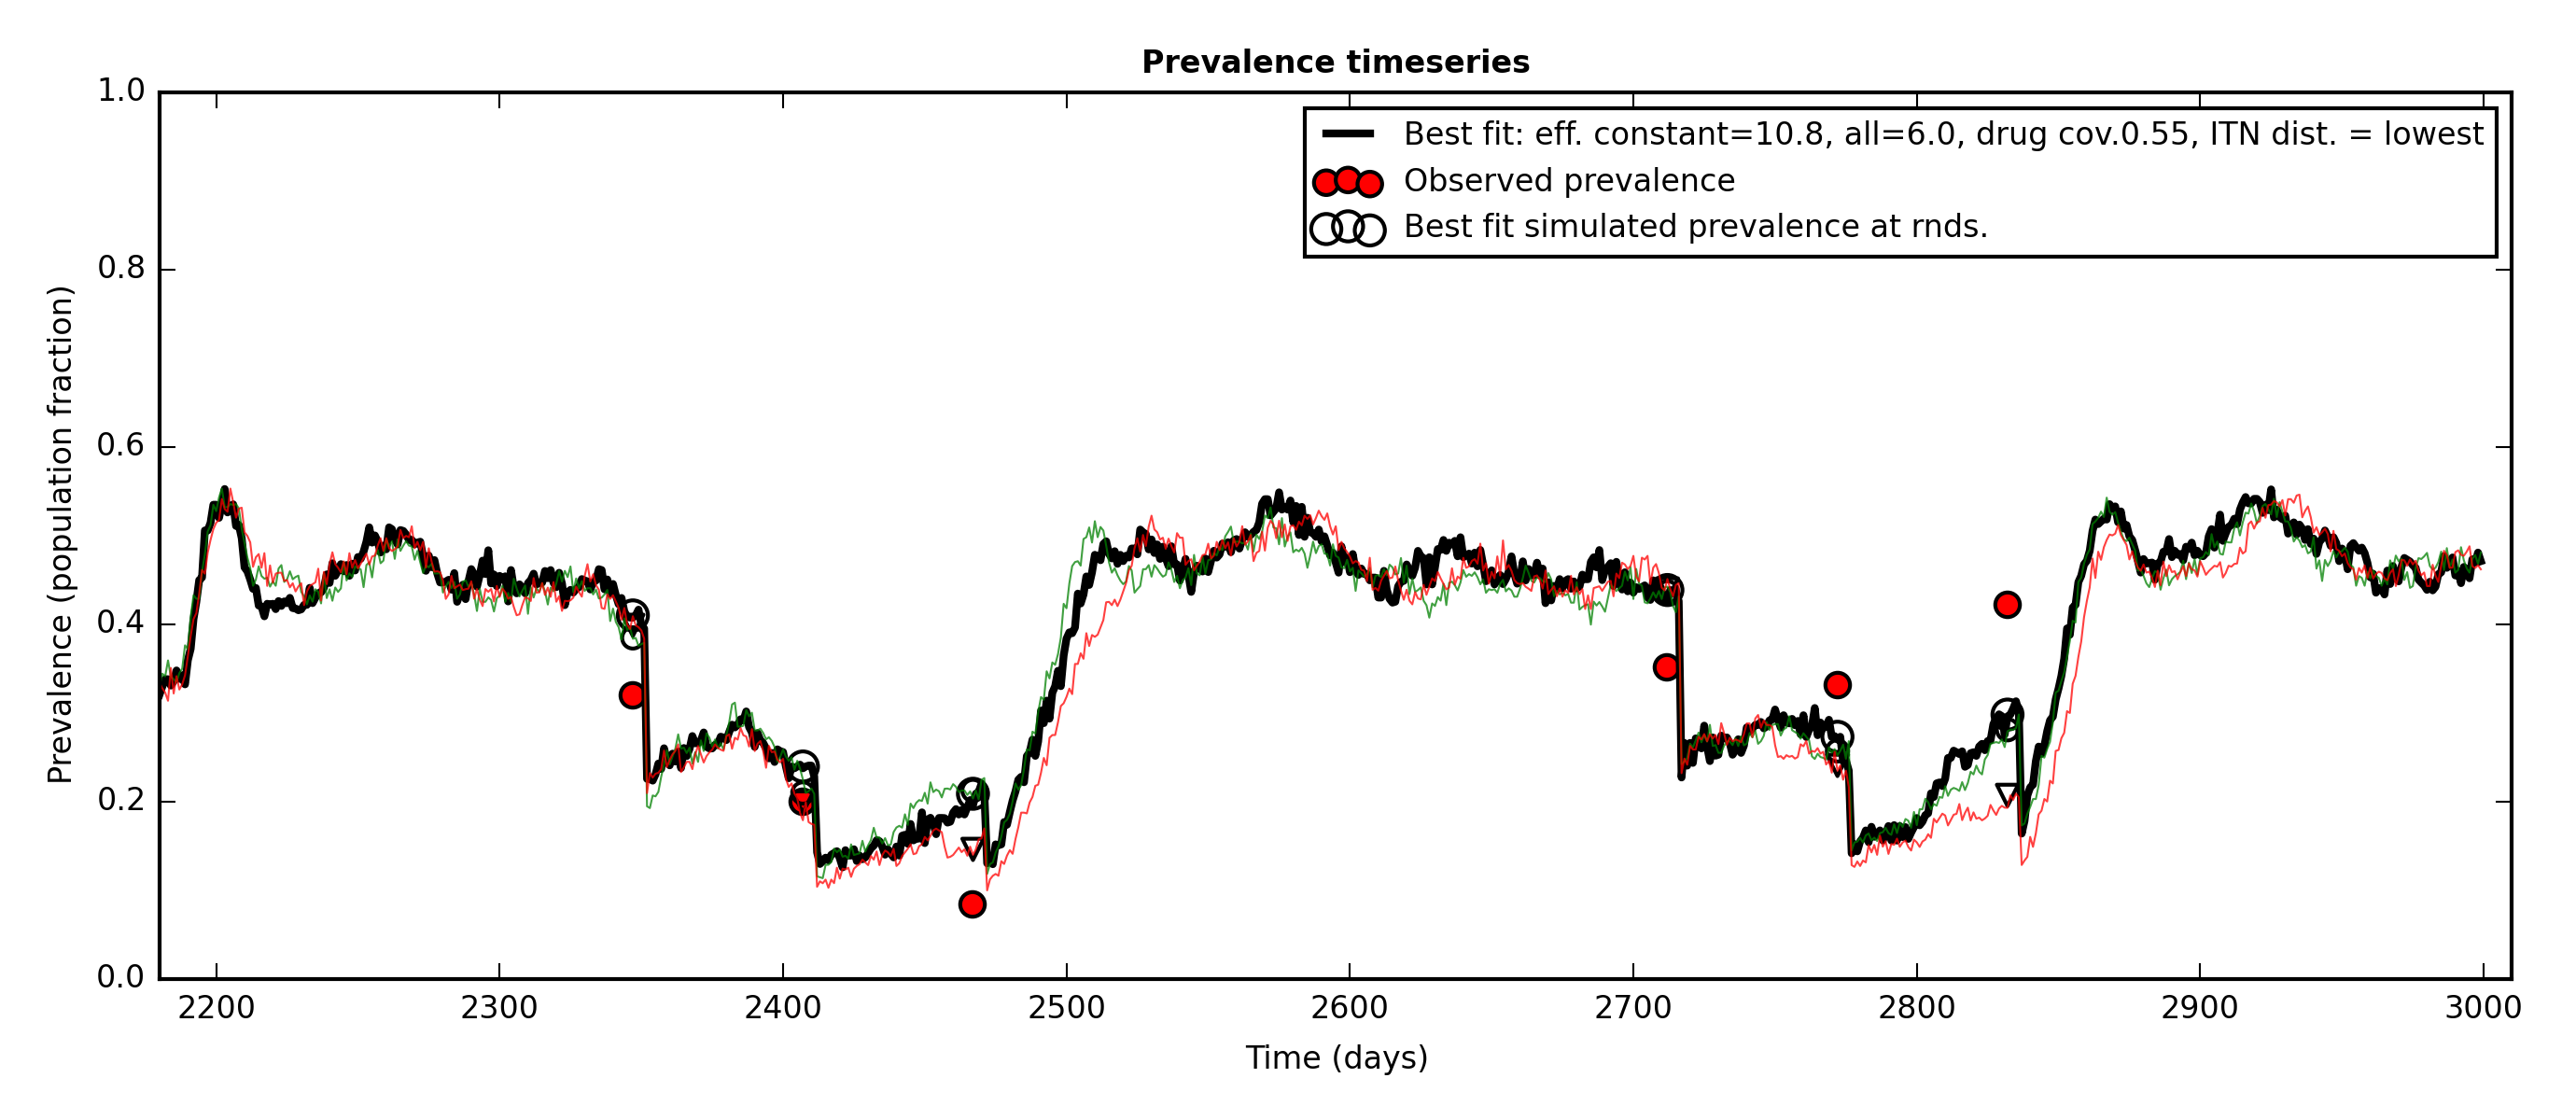 Prevalence timeseries
1.0
0.8
0.6
0.4
0.2
0.0
Prevalence (population fraction)
Best fit: eff. constant=10.8, all=6.0, drug cov.0.55, ITN dist. = lowest
Observed prevalence
Best fit simulated prevalence at rnds.
2200 2300 2400 2500 2600 2700 2800 2900 3000
Time (days)